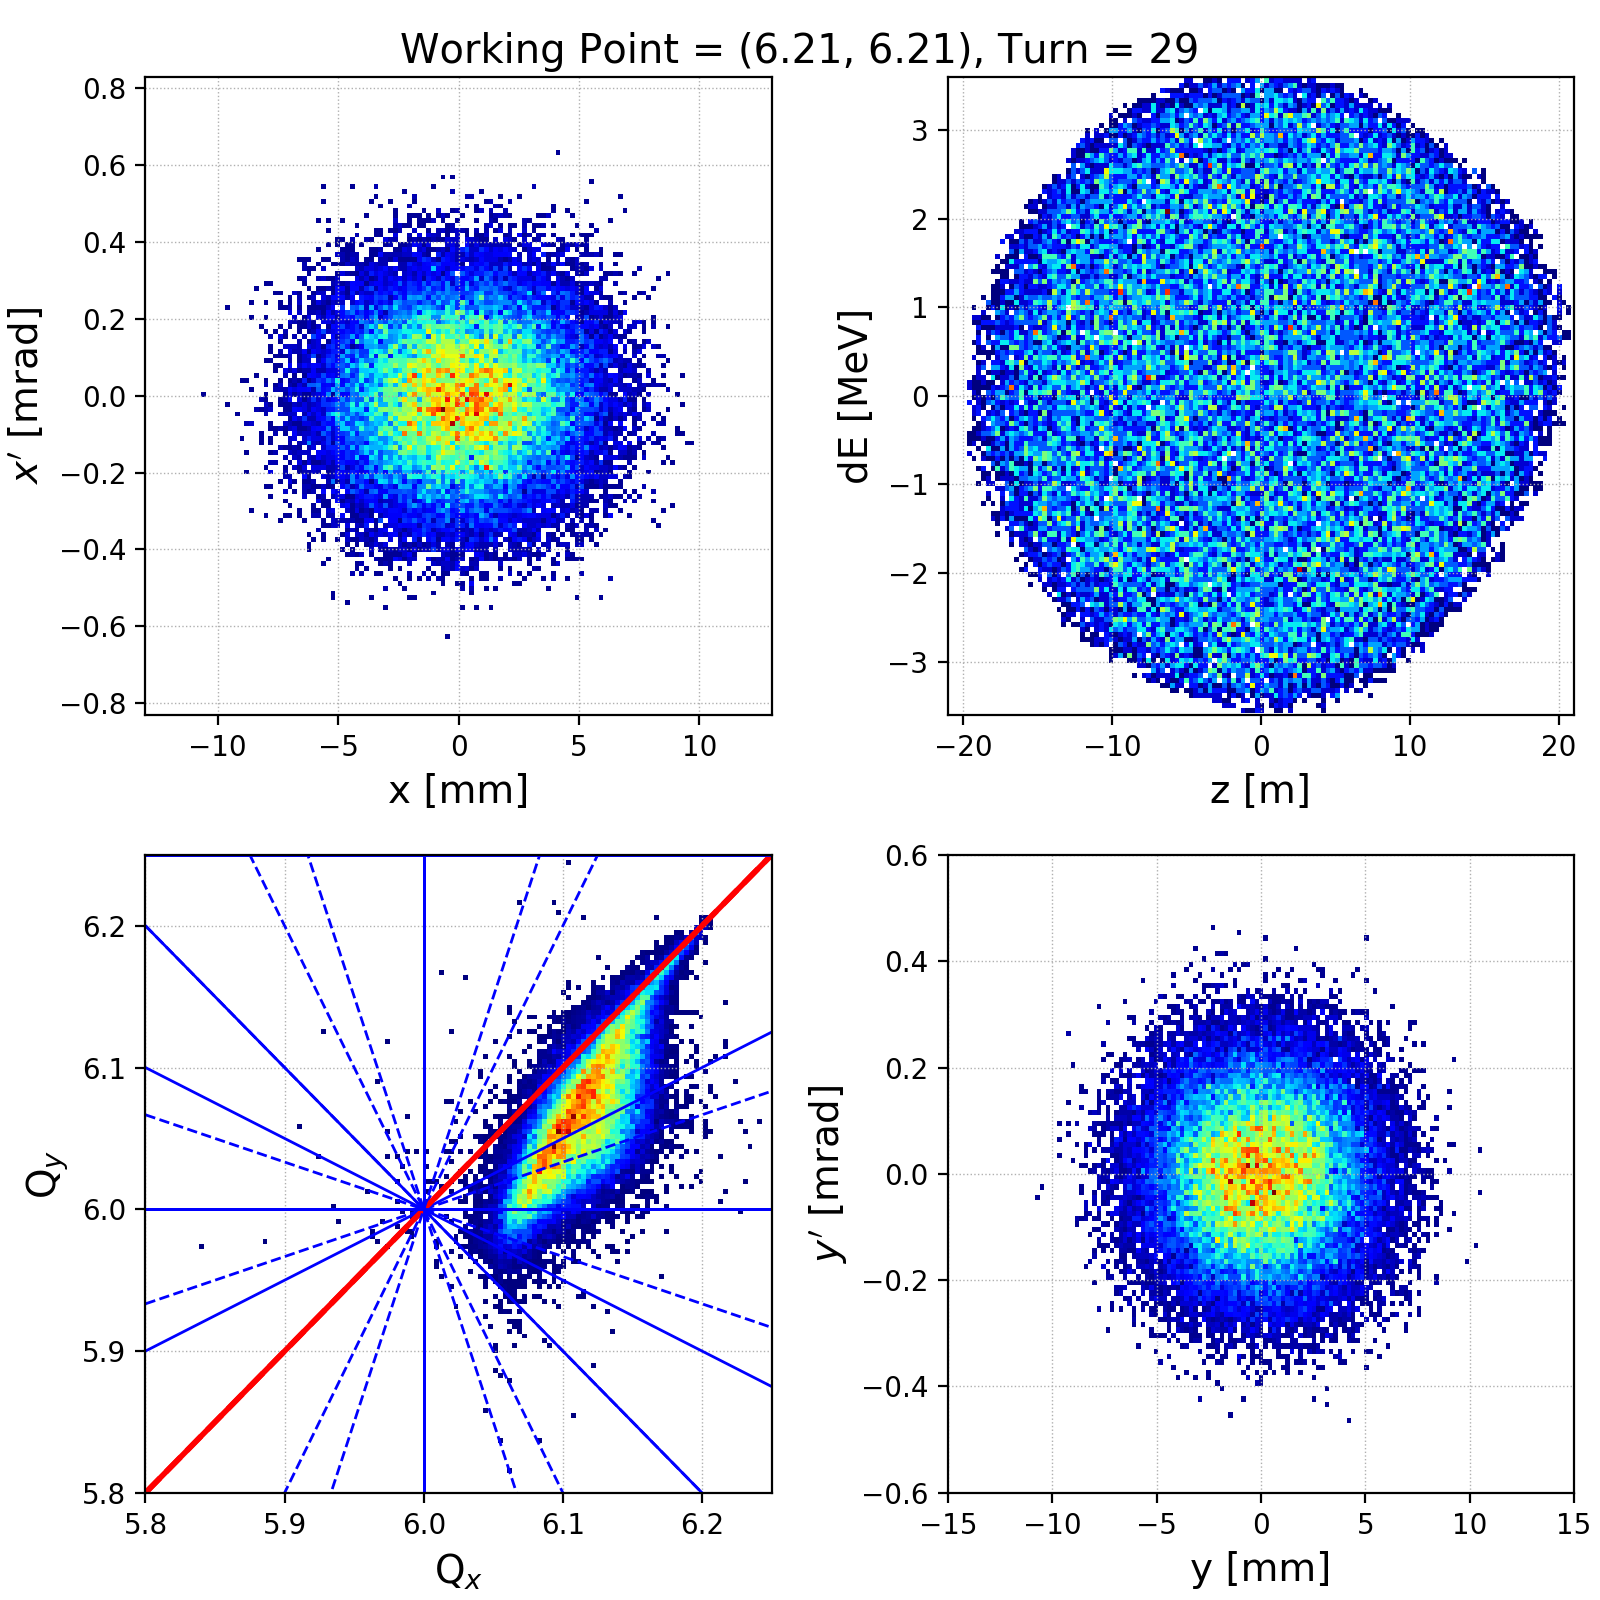 Working Point = (6.21, 6.21), Turn = 29
0.8
0.6
0.4
0.2
0.0
−0.2
−0.4
−0.6
−0.8
x′ [mrad]
−10 −5 0 5 10
x [mm]
3
2
1
0
−1
−2
−3
dE [MeV]
−20 −10 0 10 20
z [m]
6.2
6.1
6.0
5.9
5.8
Qy
5.8 5.9 6.0 6.1 6.2
Qx
0.6
0.4
0.2
0.0
−0.2
−0.4
−0.6
y′ [mrad]
−15 −10 −5 0 5 10 15
y [mm]